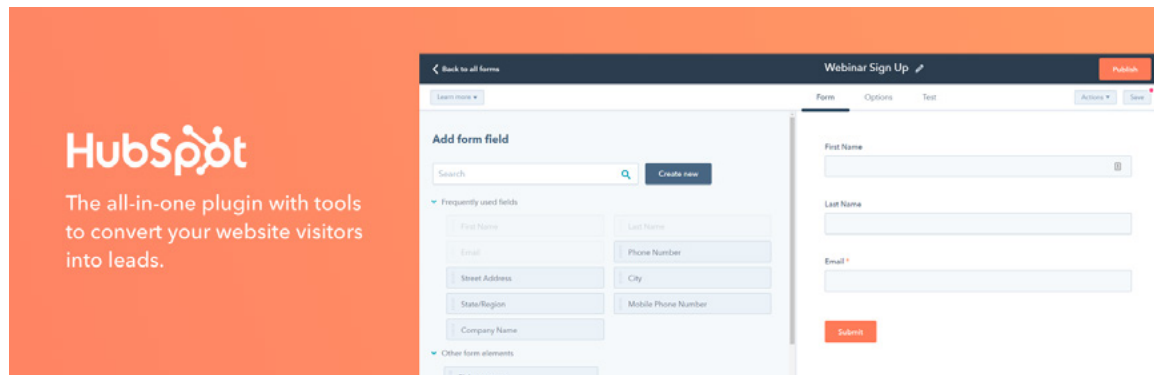 HubSpot
The all-in-one plugin with tools
to convert your website visitors
into leads.
Back to all forms
Webinar Sign Up
Publish
Learn more
Form Options Test
Actions Save
Add form field
Search
Create new
Frequently used fields
First Name Last Name
Email Phone Number
Street Address City
State/Region Mobile Phone Number
Company Name
Other form elements
First Name
Last Name
Email *
Submit